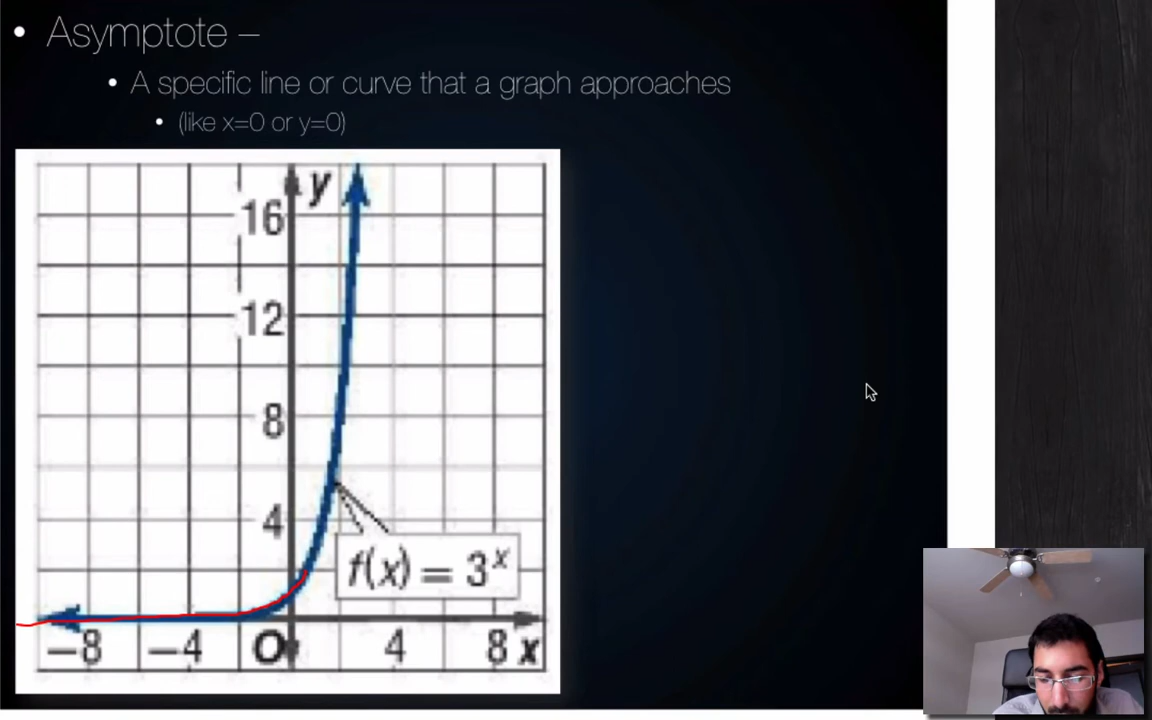 • Asymptote –
• A specific line or curve that a graph approaches
• (like x=0 or y=0)
y
16
12
8
4
f(x) = 3^x
−8 −4 O 4 8 x